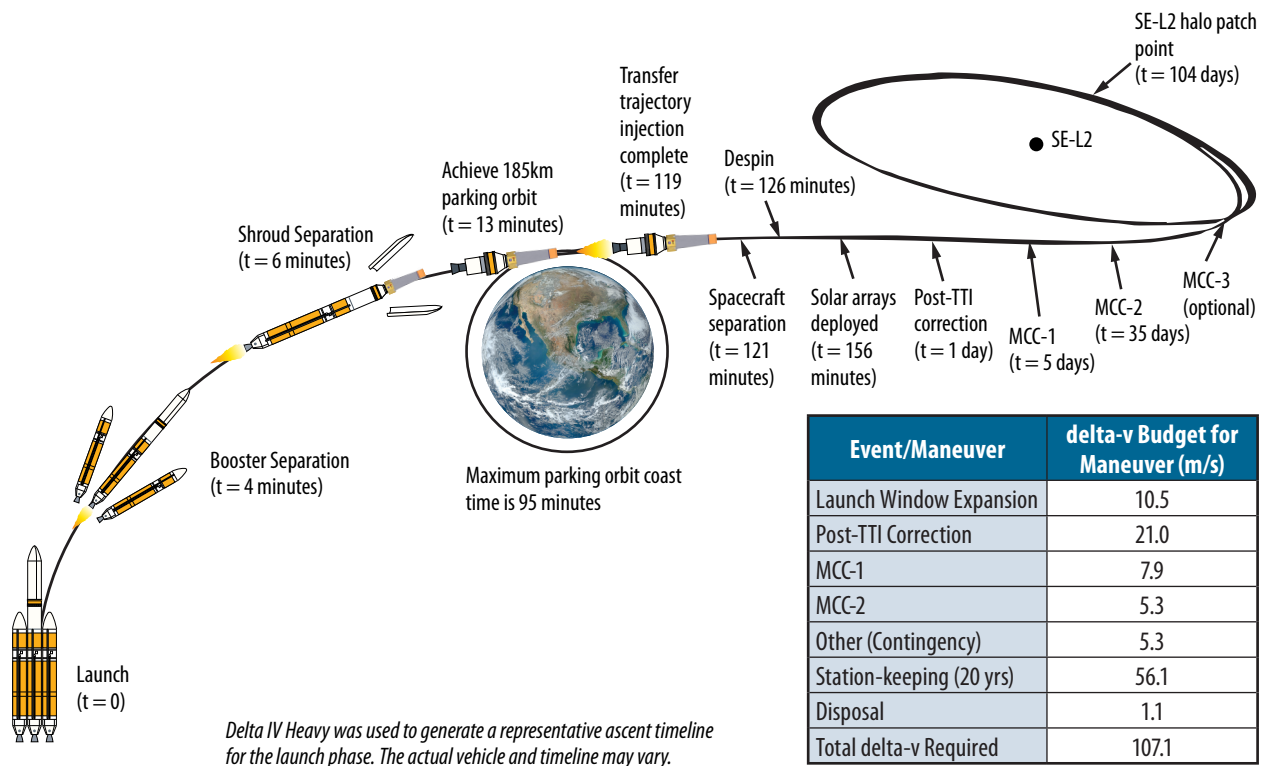 SE-L2 halo patch
point
(t = 104 days)
SE-L2
Transfer
trajectory
injection
complete
(t = 119
minutes)
Despin
(t = 126 minutes)
Achieve 185km
parking orbit
(t = 13 minutes)
Shroud Separation
(t = 6 minutes)
Spacecraft
separation
(t = 121
minutes)
Solar arrays
deployed
(t = 156
minutes)
Post-TTI
correction
(t = 1 day)
MCC-1
(t = 5 days)
MCC-2
(t = 35 days)
MCC-3
(optional)
Booster Separation
(t = 4 minutes)
Maximum parking orbit coast
time is 95 minutes
Launch
(t = 0)
Delta IV Heavy was used to generate a representative ascent timeline
for the launch phase. The actual vehicle and timeline may vary.
Event/Maneuver delta-v Budget for
Maneuver (m/s)
Launch Window Expansion 10.5
Post-TTI Correction 21.0
MCC-1 7.9
MCC-2 5.3
Other (Contingency) 5.3
Station-keeping (20 yrs) 56.1
Disposal 1.1
Total delta-v Required 107.1